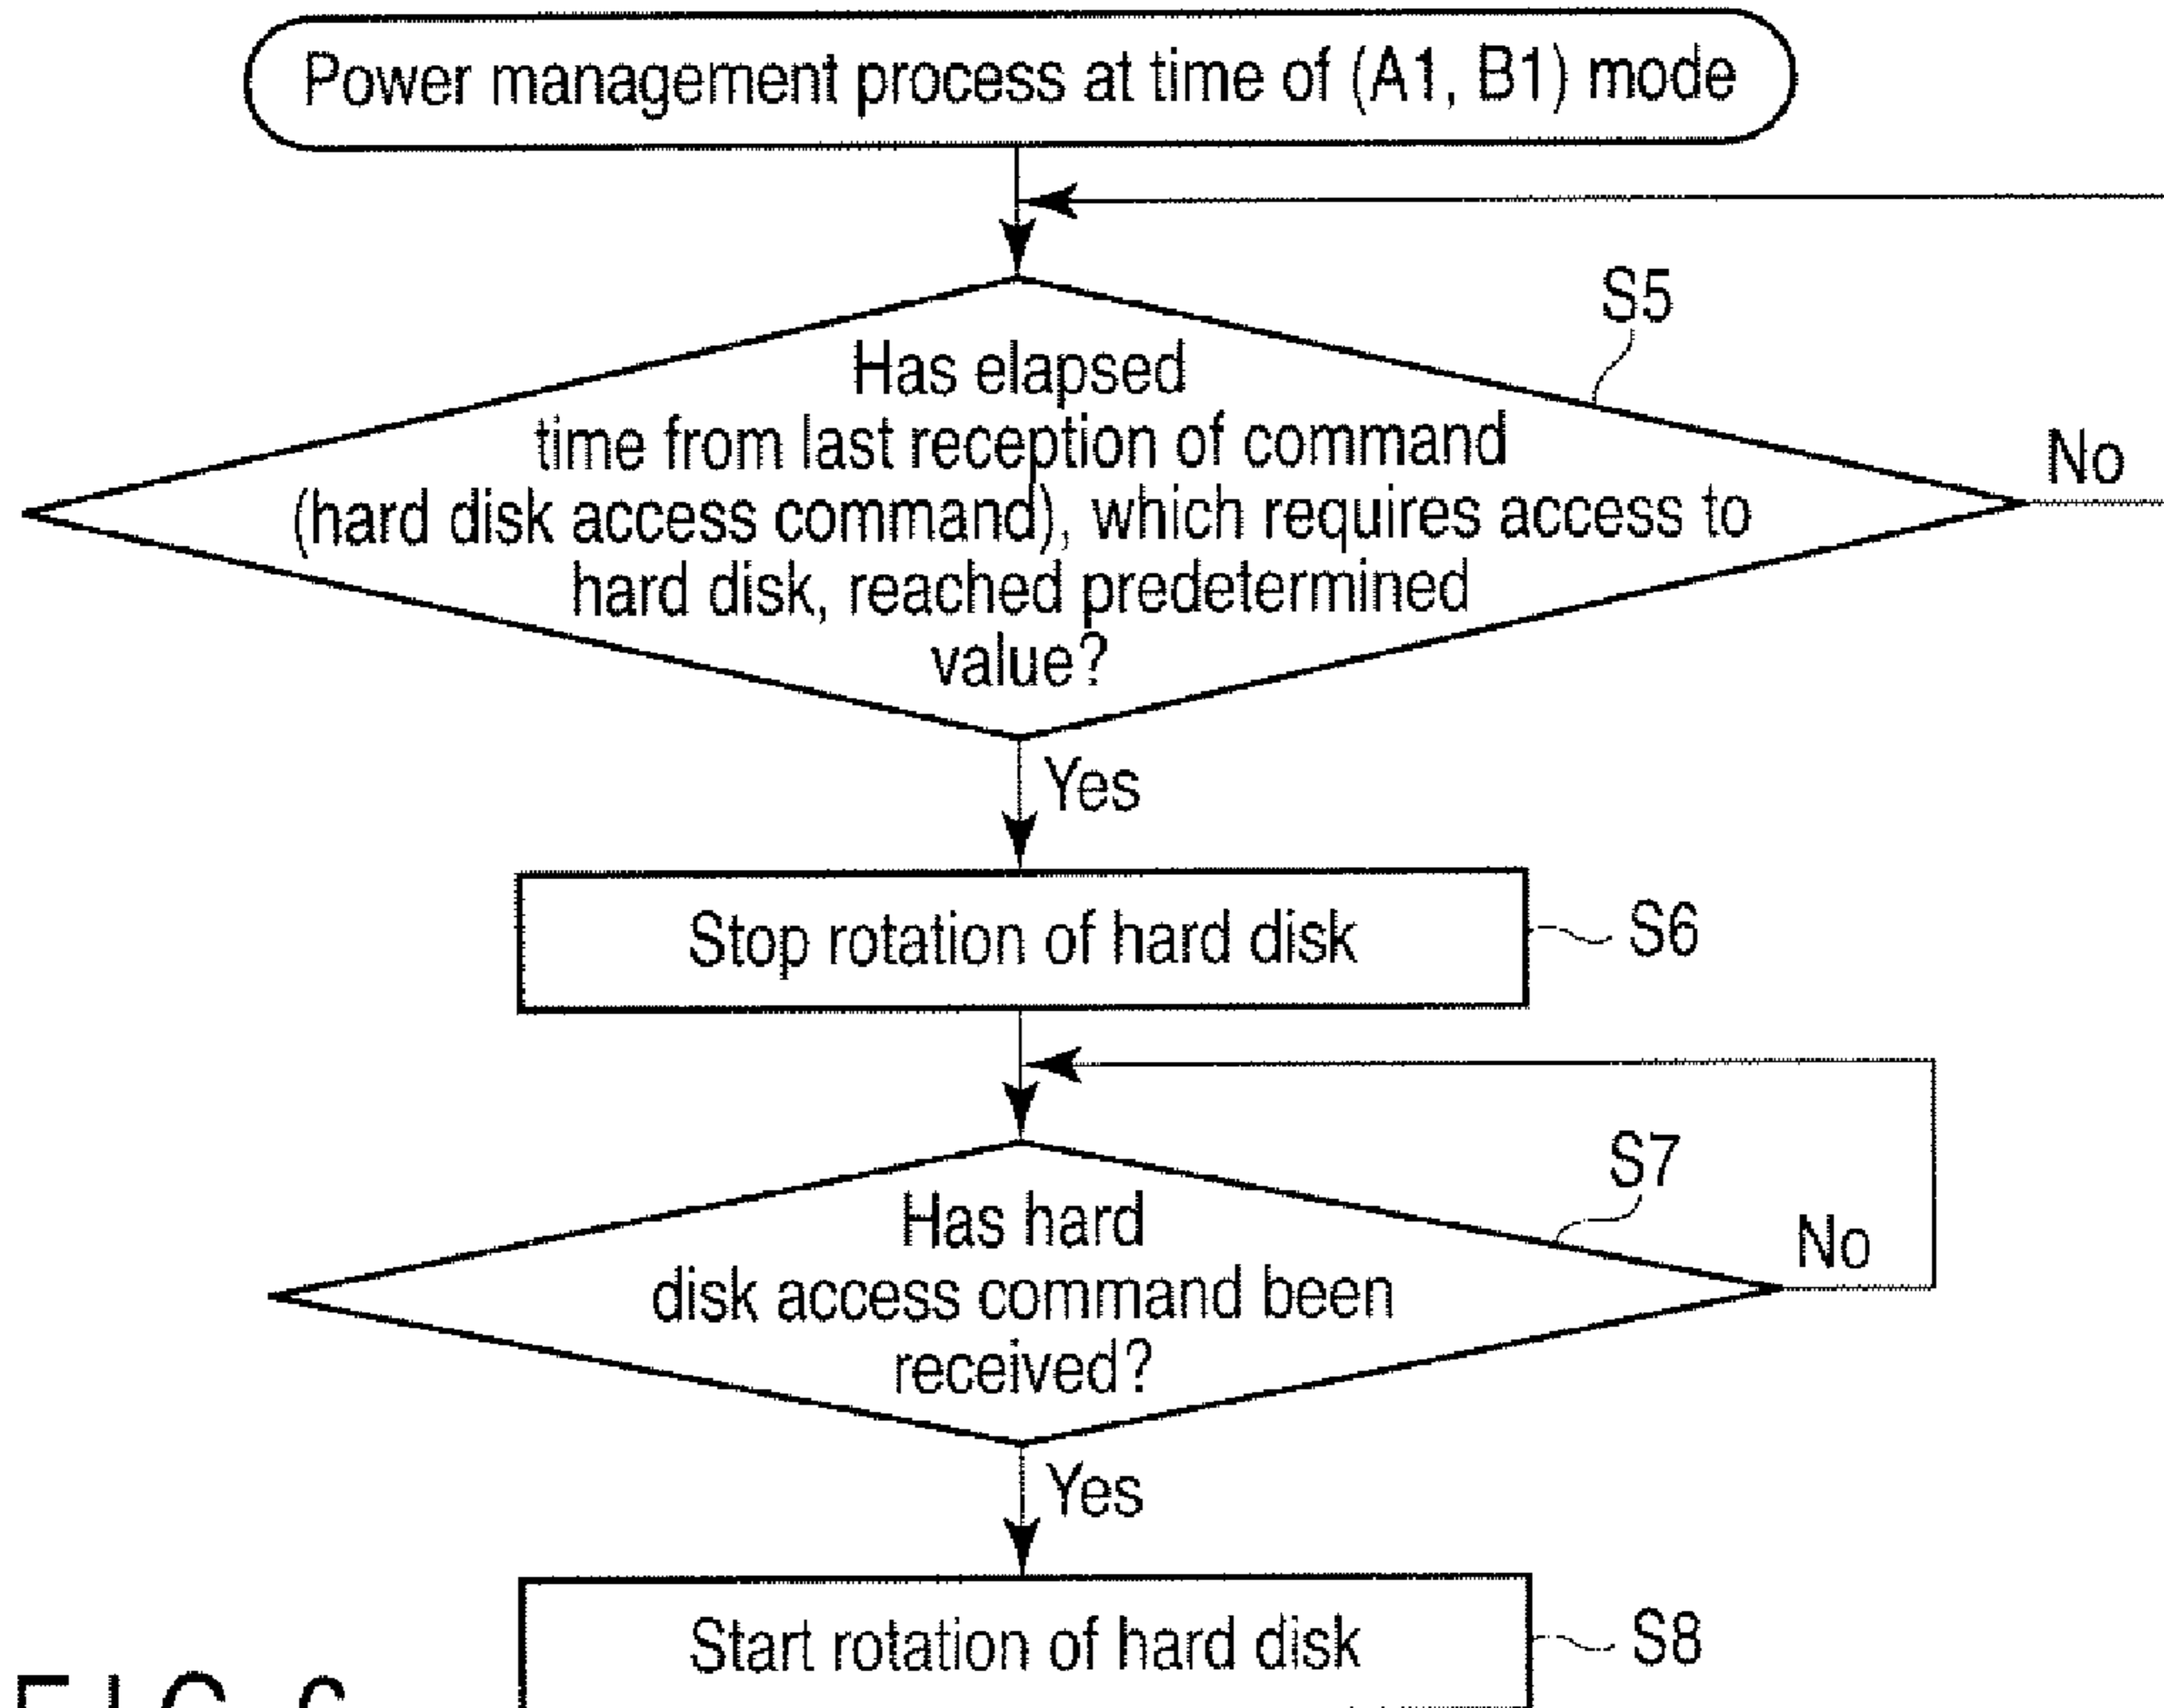 Power management process at time of (A1, B1) mode
S5
Has elapsed
time from last reception of command
(hard disk access command), which requires access to
hard disk, reached predetermined
value?
No
Yes
Stop rotation of hard disk
S6
S7
Has hard
disk access command been
received?
No
Yes
Start rotation of hard disk
S8